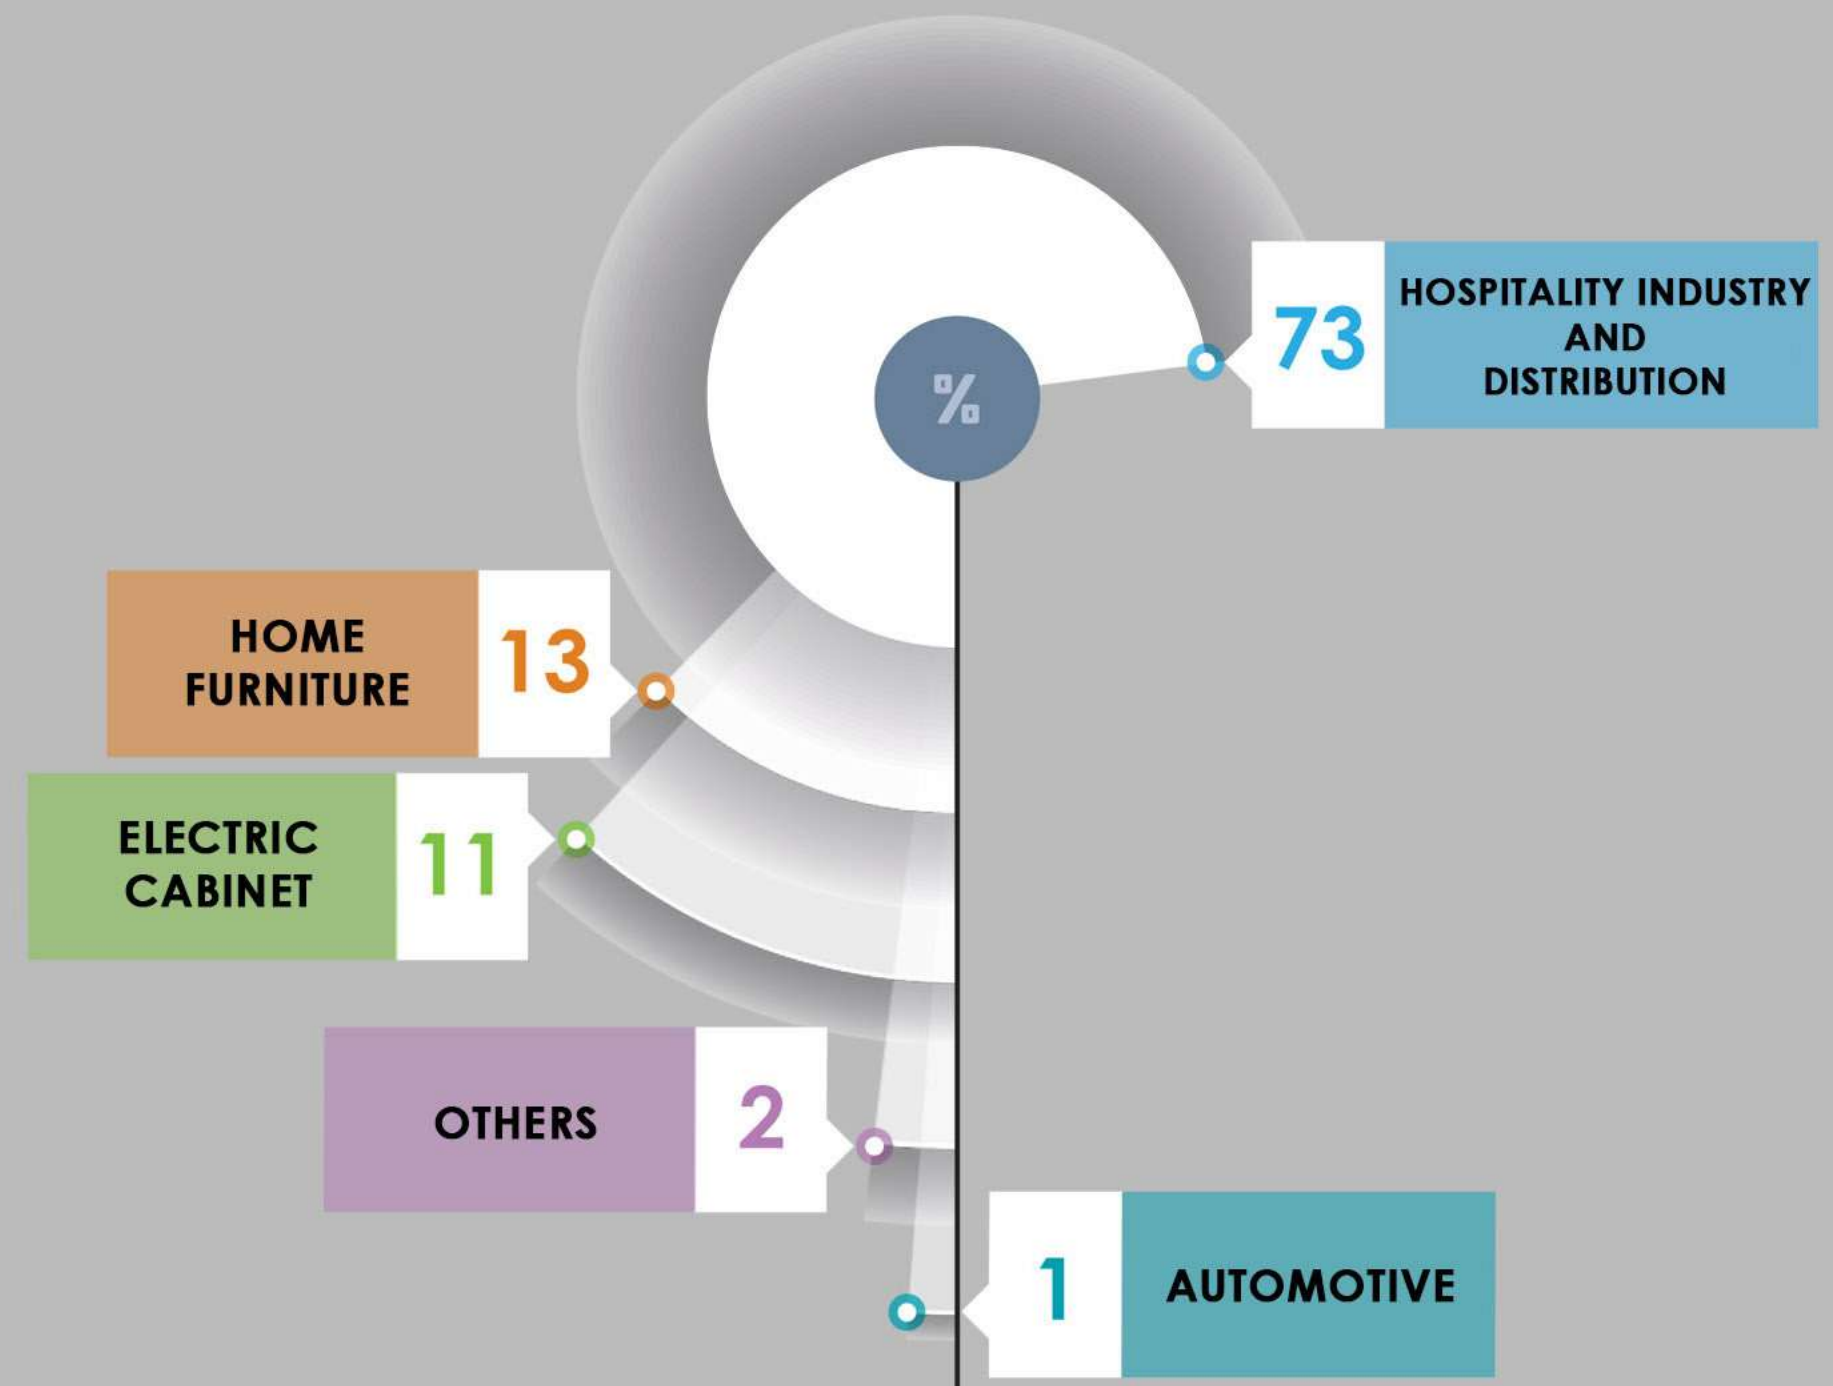 %
73
HOSPITALITY INDUSTRY
AND
DISTRIBUTION
HOME
FURNITURE
13
ELECTRIC
CABINET
11
OTHERS
2
1
AUTOMOTIVE